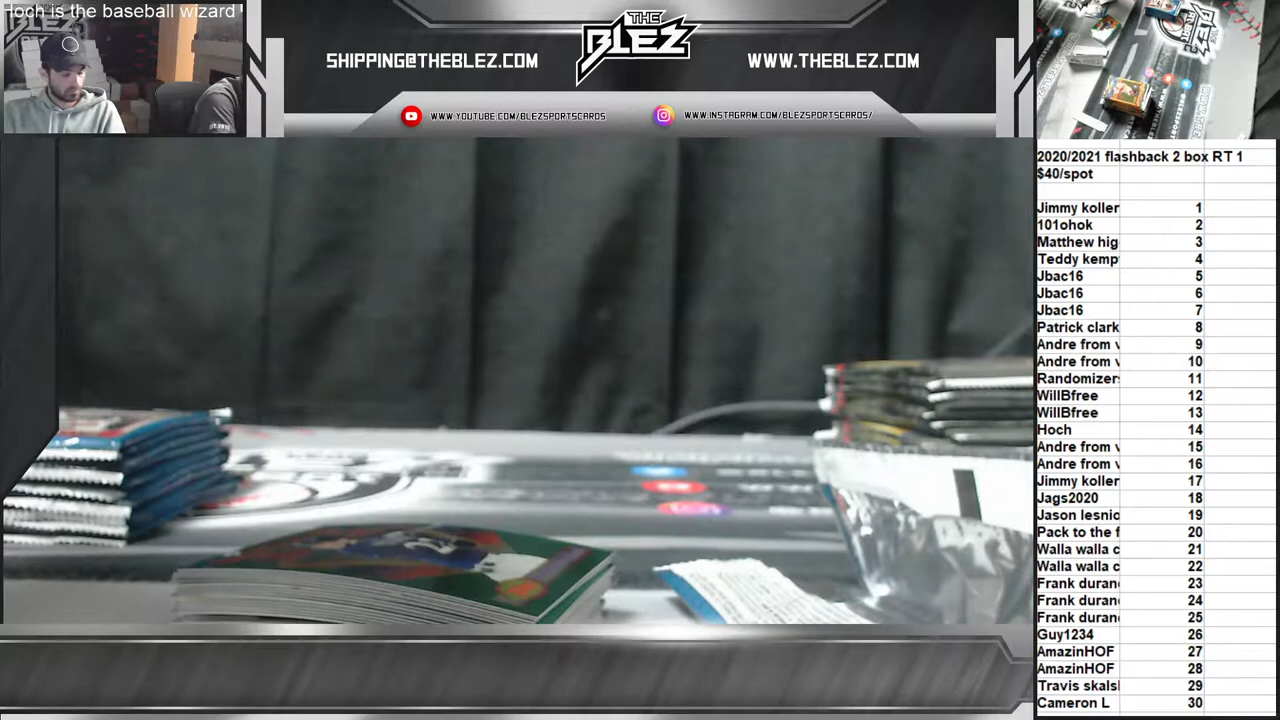 Hoch is the baseball wizard
SHIPPING@THEBLEZ.COM
THE
BLEZ
WWW.THEBLEZ.COM
WWW.YOUTUBE.COM/BLEZSPORTSCARDS
WWW.INSTAGRAM.COM/BLEZSPORTSCARDS/
2020/2021 flashback 2 box RT 1
$40/spot
Jimmy koller 1
101ohok 2
Matthew hig 3
Teddy kemp 4
Jbac16 5
Jbac16 6
Jbac16 7
Patrick clark 8
Andre from v 9
Andre from v 10
Randomizer 11
WillBfree 12
WillBfree 13
Hoch 14
Andre from v 15
Andre from v 16
Jimmy koller 17
Jags2020 18
Jason lesnio 19
Pack to the f 20
Walla walla c 21
Walla walla c 22
Frank duran 23
Frank duran 24
Frank duran 25
Guy1234 26
AmazinHOF 27
AmazinHOF 28
Travis skals 29
Cameron L 30